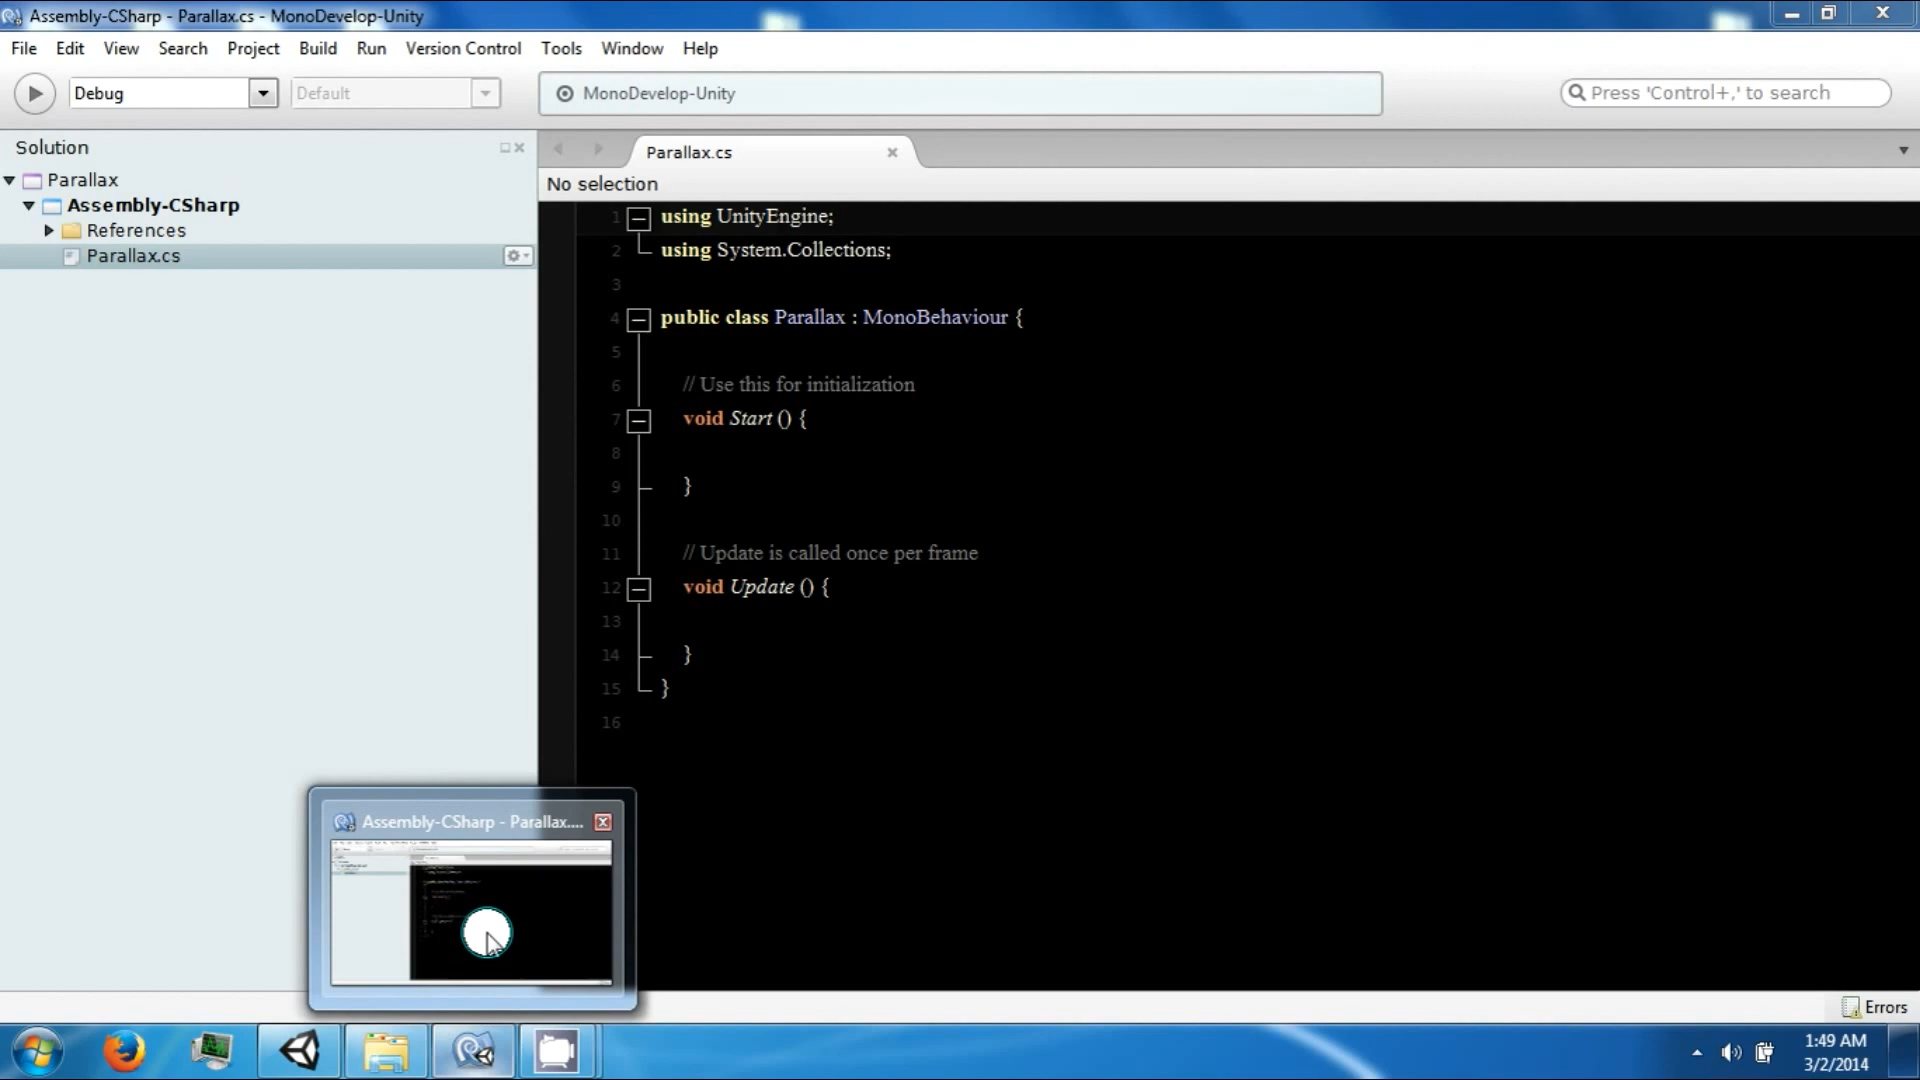 Assembly-CSharp - Parallax.cs - MonoDevelop-Unity
File Edit View Search Project Build Run Version Control Tools Window Help
Debug Default MonoDevelop-Unity Press 'Control+,' to search
Solution
Parallax
Assembly-CSharp
References
Parallax.cs
Parallax.cs
No selection
1 using UnityEngine;
2 using System.Collections;
3
4 public class Parallax : MonoBehaviour {
5
6 // Use this for initialization
7 void Start () {
8
9 }
10
11 // Update is called once per frame
12 void Update () {
13
14 }
15 }
16
Assembly-CSharp - Parallax....
Errors
1:49 AM
3/2/2014